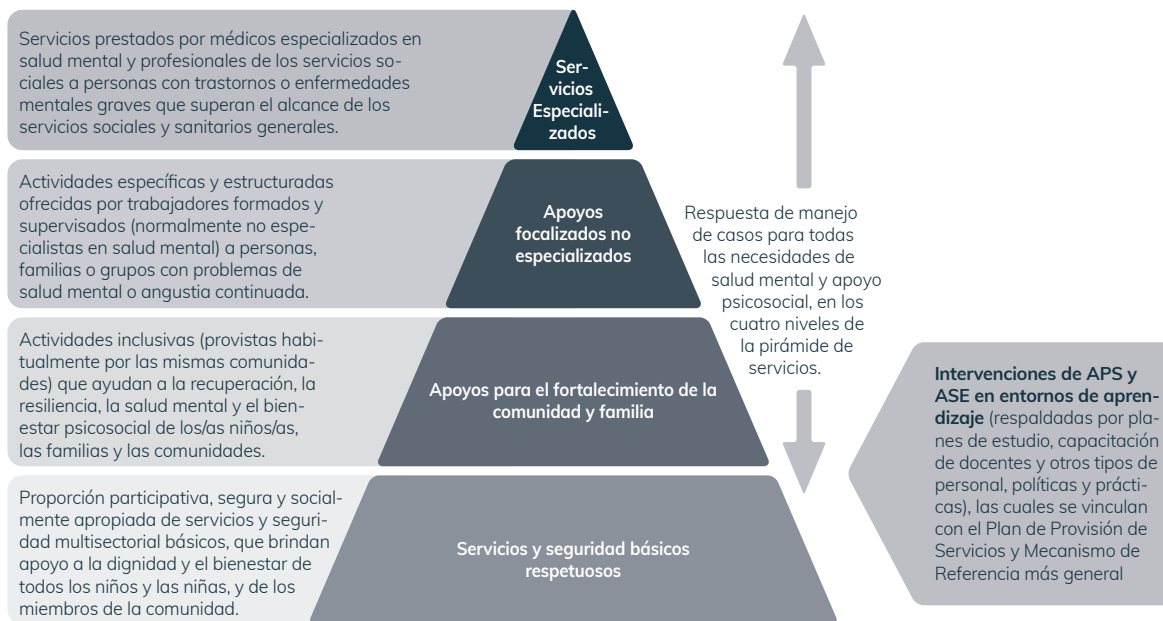 Servicios prestados por médicos especializados en
salud mental y profesionales de los servicios so-
ciales a personas con trastornos o enfermedades
mentales graves que superan el alcance de los
servicios sociales y sanitarios generales.
Ser-
vicios
Especiali-
zados
Actividades específicas y estructuradas
ofrecidas por trabajadores formados y
supervisados (normalmente no espe-
cialistas en salud mental) a personas,
familias o grupos con problemas de
salud mental o angustia continuada.
Apoyos
focalizados no
especializados
Respuesta de manejo
de casos para todas
las necesidades de
salud mental y apoyo
psicosocial, en los
cuatro niveles de
la pirámide de
servicios.
Actividades inclusivas (provistas habi-
tualmente por las mismas comunida-
des) que ayudan a la recuperación, la
resiliencia, la salud mental y el bien-
estar psicosocial de los/as niños/as,
las familias y las comunidades.
Apoyos para el fortalecimiento de la
comunidad y familia
Intervenciones de APS y
ASE en entornos de apren-
dizaje (respaldadas por pla-
nes de estudio, capacitación
de docentes y otros tipos de
personal, políticas y prácti-
cas), las cuales se vinculan
con el Plan de Provisión de
Servicios y Mecanismo de
Referencia más general
Proporción participativa, segura y social-
mente apropiada de servicios y seguri-
dad multisectorial básicos, que brindan
apoyo a la dignidad y el bienestar de
todos los niños y las niñas, y de los
miembros de la comunidad.
Servicios y seguridad básicos
respetuosos